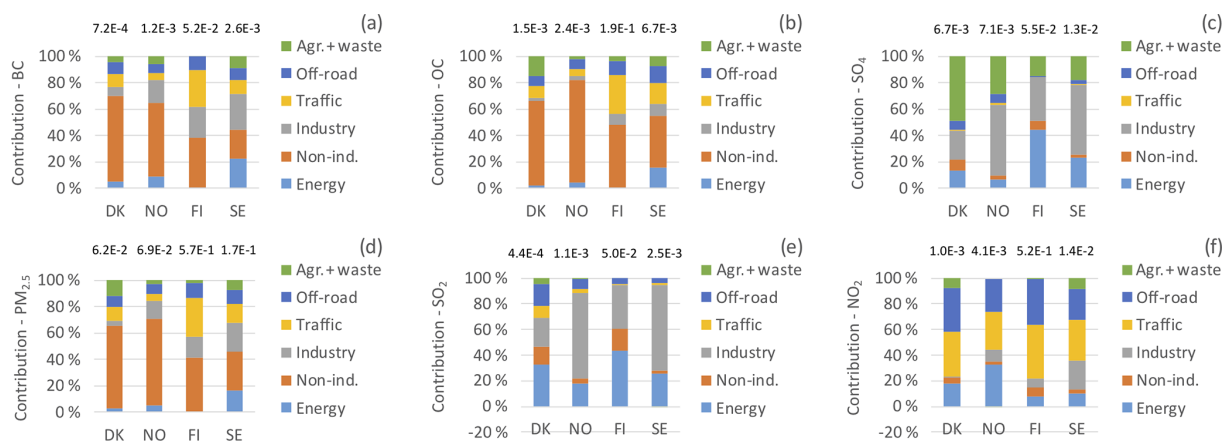 (a)
7.2E-4 1.2E-3 5.2E-2 2.6E-3
Contribution - BC
100 %
80 %
60 %
40 %
20 %
0 %
DK NO FI SE
Agr.+ waste
Off-road
Traffic
Industry
Non-ind.
Energy
(b)
1.5E-3 2.4E-3 1.9E-1 6.7E-3
Contribution - OC
100 %
80 %
60 %
40 %
20 %
0 %
DK NO FI SE
Agr.+ waste
Off-road
Traffic
Industry
Non-ind.
Energy
(c)
6.7E-3 7.1E-3 5.5E-2 1.3E-2
Contribution - SO4
100 %
80 %
60 %
40 %
20 %
0 %
DK NO FI SE
Agr.+ waste
Off-road
Traffic
Industry
Non-ind.
Energy
(d)
6.2E-2 6.9E-2 5.7E-1 1.7E-1
Contribution - PM2.5
100 %
80 %
60 %
40 %
20 %
0 %
DK NO FI SE
Agr.+ waste
Off-road
Traffic
Industry
Non-ind.
Energy
(e)
4.4E-4 1.1E-3 5.0E-2 2.5E-3
Contribution - SO2
100 %
80 %
60 %
40 %
20 %
0 %
-20 %
DK NO FI SE
Agr.+ waste
Off-road
Traffic
Industry
Non-ind.
Energy
(f)
1.0E-3 4.1E-3 5.2E-1 1.4E-2
Contribution - NO2
100 %
80 %
60 %
40 %
20 %
0 %
-20 %
DK NO FI SE
Agr.+ waste
Off-road
Traffic
Industry
Non-ind.
Energy